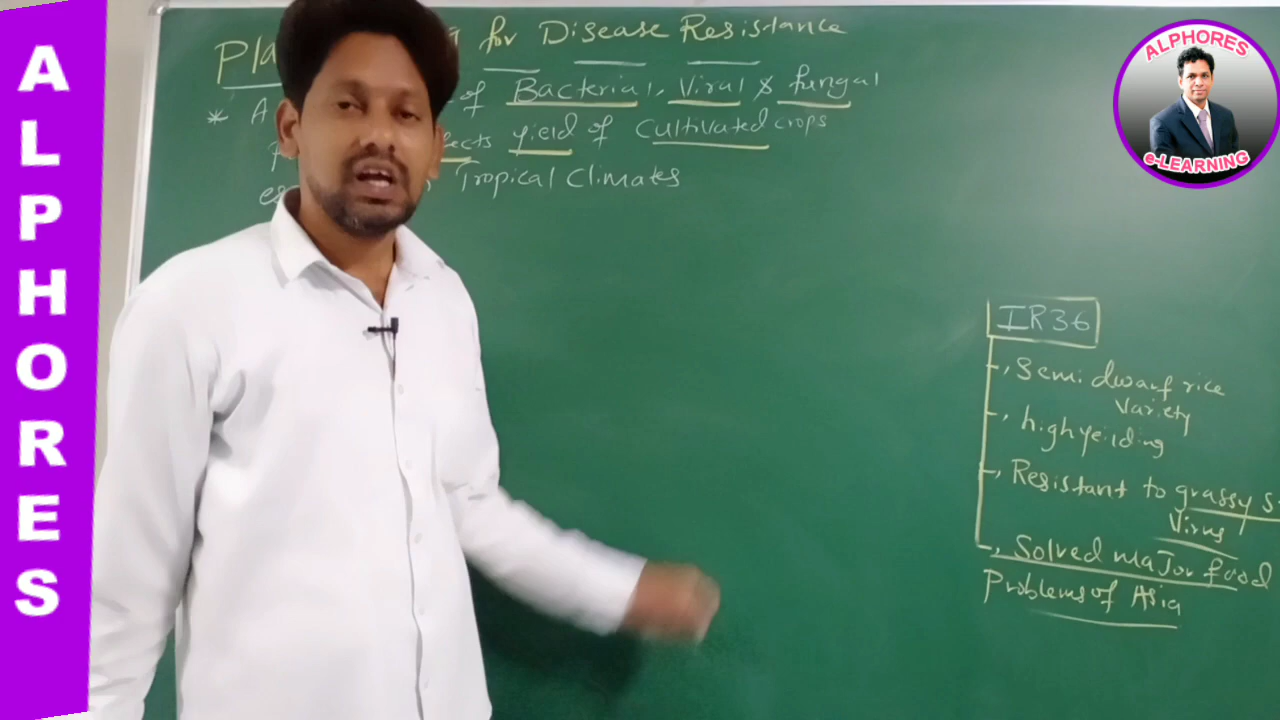 ALPHORES
for Disease Resistance
* A of Bacterial, Viral & fungal
yield of Cultivated crops
Tropical Climates
IR36
Semi dwarf rice
Variety
high yeilding
Resistant to grassy
Virus
Solved major food
Problems of Asia
ALPHORES
e-LEARNING